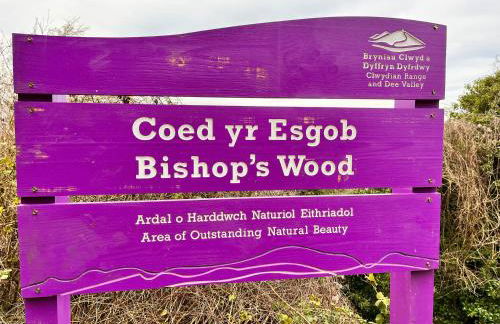 Bryniau Clwyd a
Dyffryn Dyfrdwy
Clwydian Range
and Dee Valley
Coed yr Esgob
Bishop's Wood
Ardal o Harddwch Naturiol Eithriadol
Area of Outstanding Natural Beauty